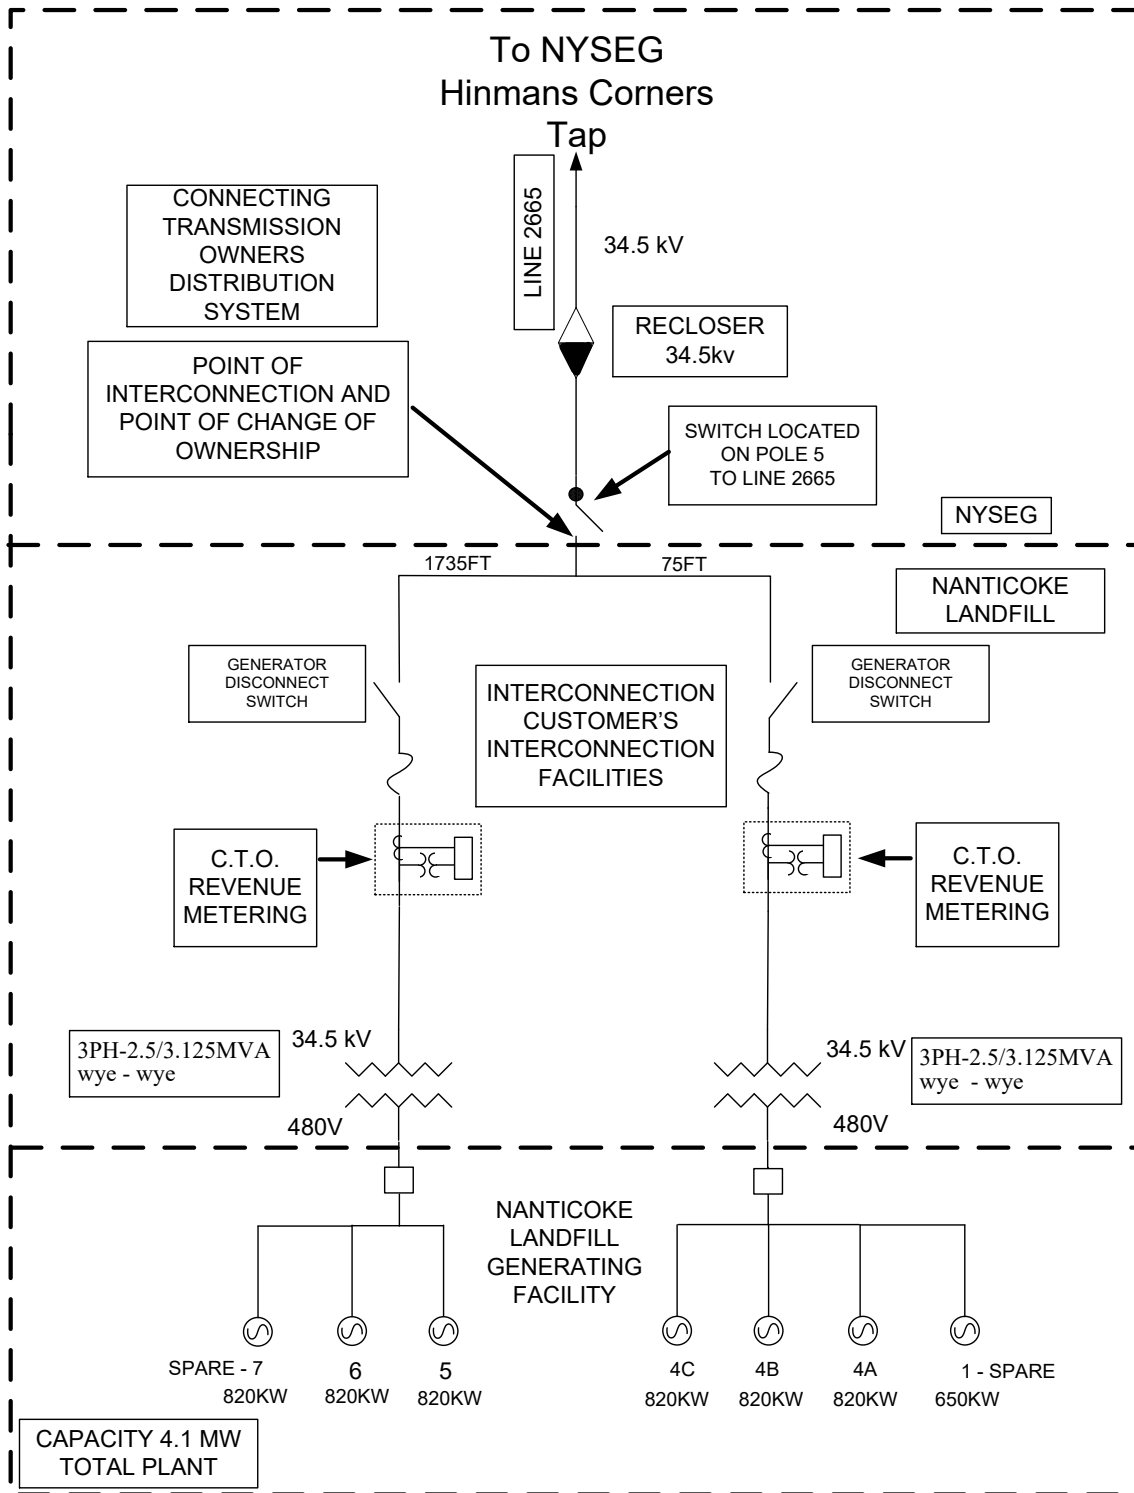 To NYSEG
Hinmans Corners
Tap
LINE 2665
34.5 kV
CONNECTING
TRANSMISSION
OWNERS
DISTRIBUTION
SYSTEM
RECLOSER
34.5kv
POINT OF
INTERCONNECTION AND
POINT OF CHANGE OF
OWNERSHIP
SWITCH LOCATED
ON POLE 5
TO LINE 2665
NYSEG
1735FT
75FT
NANTICOKE
LANDFILL
GENERATOR
DISCONNECT
SWITCH
INTERCONNECTION
CUSTOMER'S
INTERCONNECTION
FACILITIES
GENERATOR
DISCONNECT
SWITCH
C.T.O.
REVENUE
METERING
C.T.O.
REVENUE
METERING
3PH-2.5/3.125MVA
wye - wye
34.5 kV
480V
34.5 kV
480V
3PH-2.5/3.125MVA
wye - wye
NANTICOKE
LANDFILL
GENERATING
FACILITY
SPARE - 7
820KW
6
820KW
5
820KW
4C
820KW
4B
820KW
4A
820KW
1 - SPARE
650KW
CAPACITY 4.1 MW
TOTAL PLANT